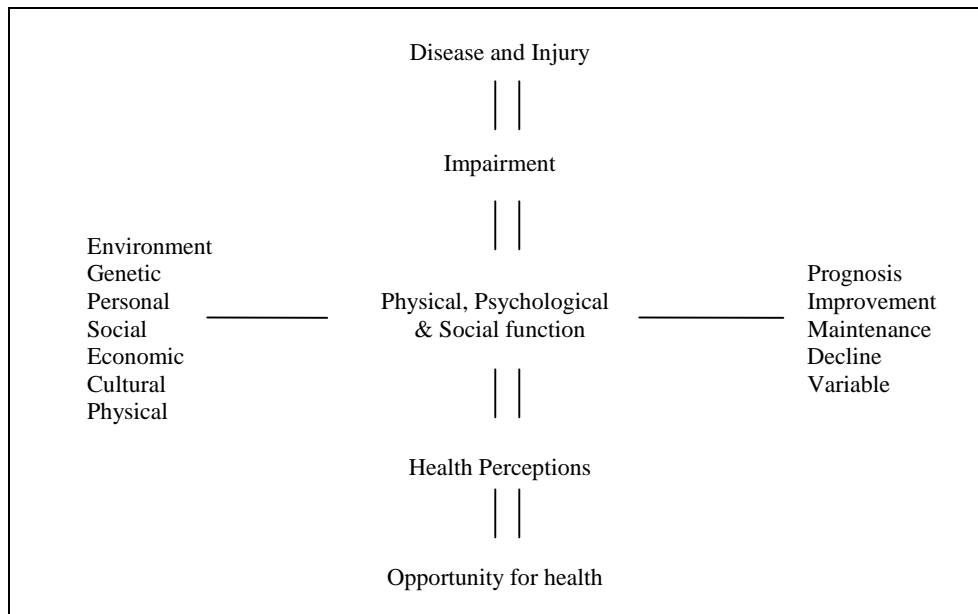 Disease and Injury
Impairment
Environment
Genetic
Personal
Social
Economic
Cultural
Physical
Physical, Psychological
& Social function
Prognosis
Improvement
Maintenance
Decline
Variable
Health Perceptions
Opportunity for health